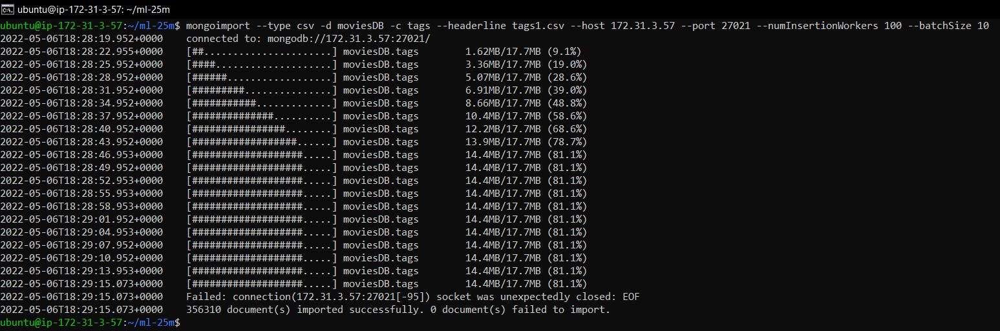 ubuntu@ip-172-31-3-57: ~/ml-25m
ubuntu@ip-172-31-3-57:~/ml-25m$ mongoimport --type csv -d moviesDB -c tags --headerline tags1.csv --host 172.31.3.57 --port 27021 --numInsertionWorkers 100 --batchSize 10
2022-05-06T18:28:19.952+0000    connected to: mongodb://172.31.3.57:27021/
2022-05-06T18:28:22.955+0000    [##......................] moviesDB.tags        1.62MB/17.7MB (9.1%)
2022-05-06T18:28:25.952+0000    [####....................] moviesDB.tags        3.36MB/17.7MB (19.0%)
2022-05-06T18:28:28.952+0000    [######..................] moviesDB.tags        5.07MB/17.7MB (28.6%)
2022-05-06T18:28:31.952+0000    [#########...............] moviesDB.tags        6.91MB/17.7MB (39.0%)
2022-05-06T18:28:34.952+0000    [###########.............] moviesDB.tags        8.66MB/17.7MB (48.8%)
2022-05-06T18:28:37.952+0000    [##############..........] moviesDB.tags        10.4MB/17.7MB (58.6%)
2022-05-06T18:28:40.952+0000    [################........] moviesDB.tags        12.2MB/17.7MB (68.6%)
2022-05-06T18:28:43.952+0000    [##################......] moviesDB.tags        13.9MB/17.7MB (78.7%)
2022-05-06T18:28:46.953+0000    [###################.....] moviesDB.tags        14.4MB/17.7MB (81.1%)
2022-05-06T18:28:49.952+0000    [###################.....] moviesDB.tags        14.4MB/17.7MB (81.1%)
2022-05-06T18:28:52.953+0000    [###################.....] moviesDB.tags        14.4MB/17.7MB (81.1%)
2022-05-06T18:28:55.953+0000    [###################.....] moviesDB.tags        14.4MB/17.7MB (81.1%)
2022-05-06T18:28:58.953+0000    [###################.....] moviesDB.tags        14.4MB/17.7MB (81.1%)
2022-05-06T18:29:01.952+0000    [###################.....] moviesDB.tags        14.4MB/17.7MB (81.1%)
2022-05-06T18:29:04.953+0000    [###################.....] moviesDB.tags        14.4MB/17.7MB (81.1%)
2022-05-06T18:29:07.952+0000    [###################.....] moviesDB.tags        14.4MB/17.7MB (81.1%)
2022-05-06T18:29:10.952+0000    [###################.....] moviesDB.tags        14.4MB/17.7MB (81.1%)
2022-05-06T18:29:13.953+0000    [###################.....] moviesDB.tags        14.4MB/17.7MB (81.1%)
2022-05-06T18:29:15.073+0000    [###################.....] moviesDB.tags        14.4MB/17.7MB (81.1%)
2022-05-06T18:29:15.073+0000    Failed: connection(172.31.3.57:27021[-95]) socket was unexpectedly closed: EOF
2022-05-06T18:29:15.073+0000    356310 document(s) imported successfully. 0 document(s) failed to import.
ubuntu@ip-172-31-3-57:~/ml-25m$